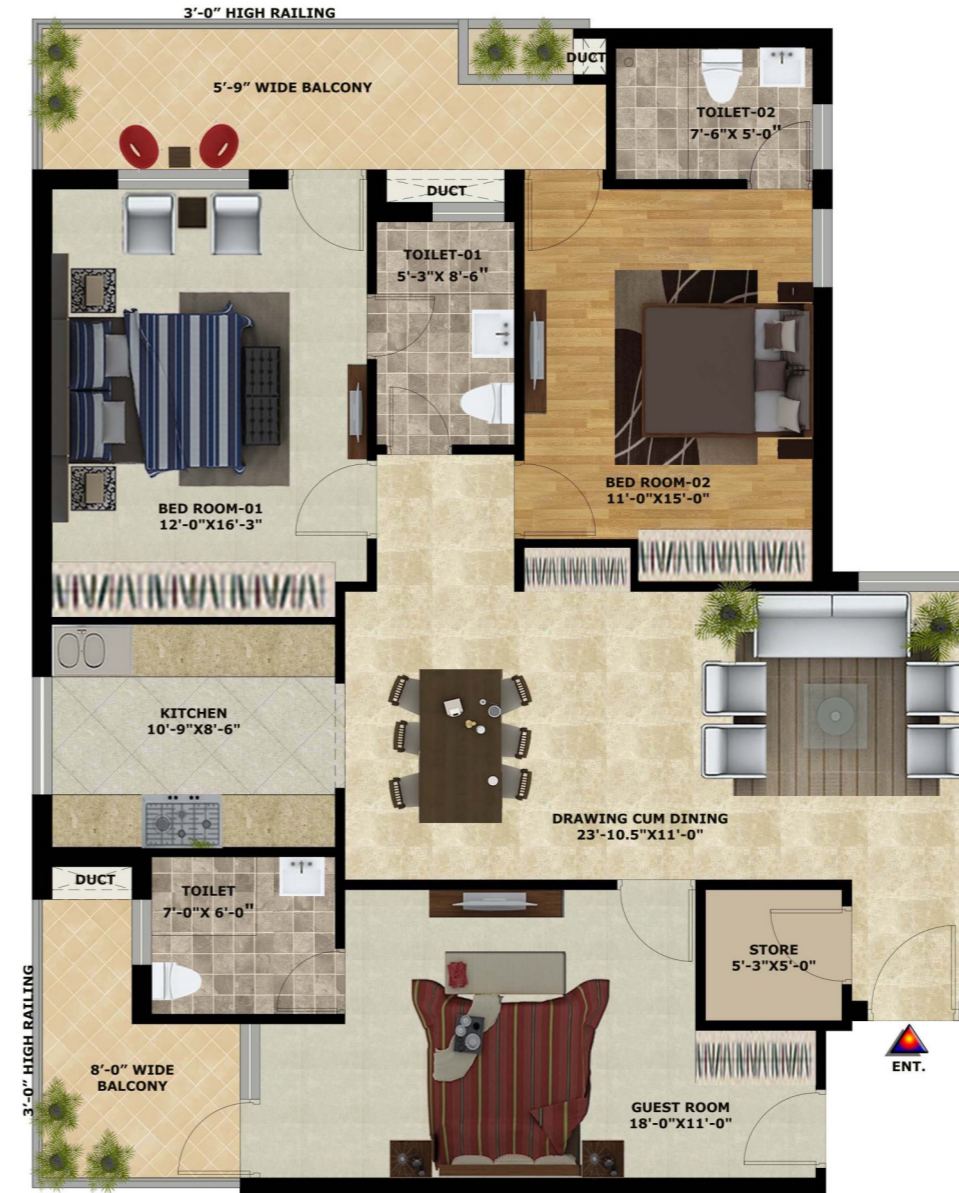 3'-0” HIGH RAILING
5'-9” WIDE BALCONY
DUCT
TOILET-02
7'-6"X 5'-0"
DUCT
TOILET-01
5'-3"X 8'-6"
BED ROOM-01
12'-0"X16'-3"
BED ROOM-02
11'-0"X15'-0"
KITCHEN
10'-9"X8'-6"
DRAWING CUM DINING
23'-10.5"X11'-0"
DUCT
TOILET
7'-0"X 6'-0"
STORE
5'-3"X5'-0"
3'-0” HIGH RAILING
8'-0” WIDE
BALCONY
ENT.
GUEST ROOM
18'-0"X11'-0"